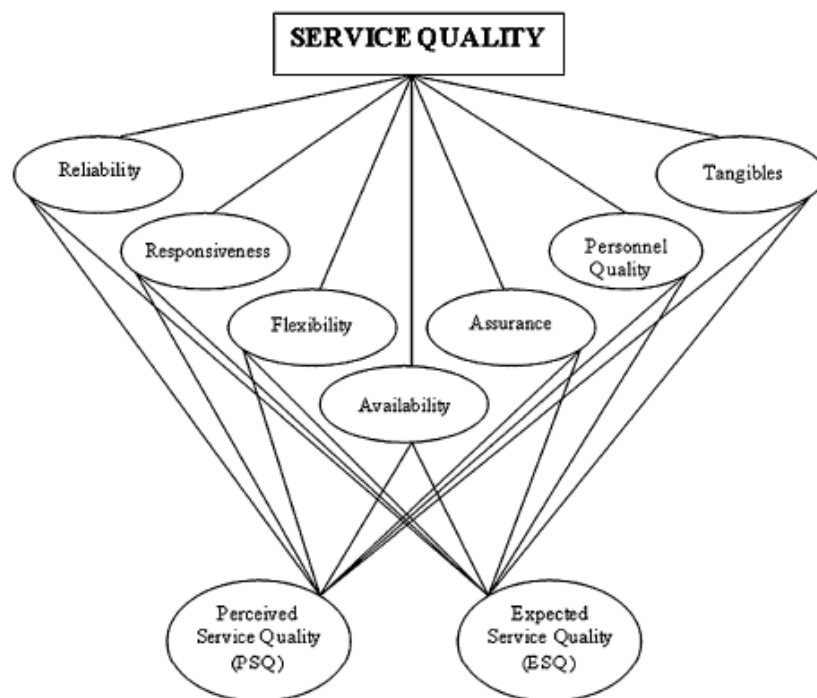 SERVICE QUALITY
Reliability
Tangibles
Responsiveness
Personnel
Quality
Flexibility
Assurance
Availability
Perceived
Service Quality
(PSQ)
Expected
Service Quality
(ESQ)